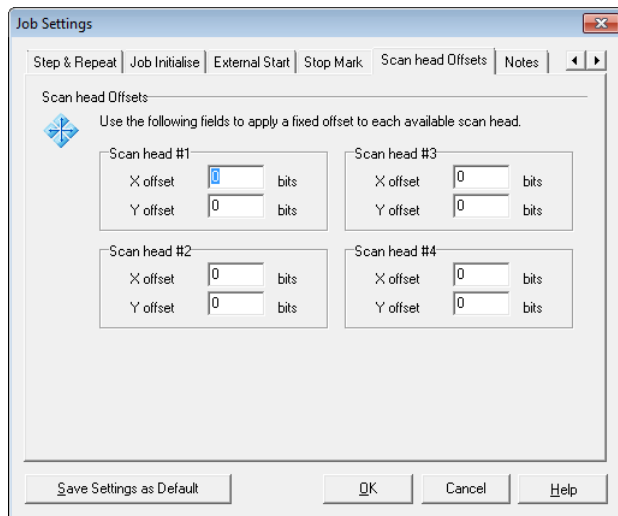 Job Settings
Step & Repeat Job Initialise External Start Stop Mark Scan head Offsets Notes
Scan head Offsets
Use the following fields to apply a fixed offset to each available scan head.
Scan head #1
X offset 0 bits
Y offset 0 bits
Scan head #3
X offset 0 bits
Y offset 0 bits
Scan head #2
X offset 0 bits
Y offset 0 bits
Scan head #4
X offset 0 bits
Y offset 0 bits
Save Settings as Default OK Cancel Help